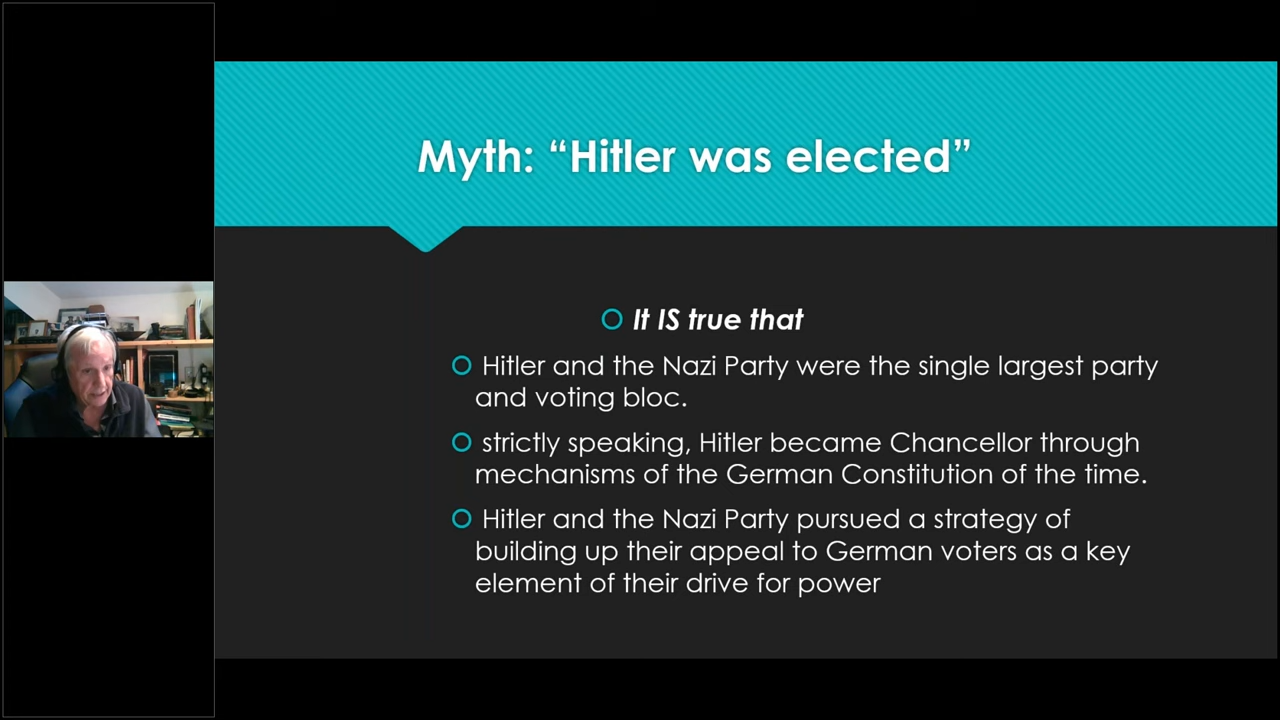 Myth: “Hitler was elected”
It IS true that
Hitler and the Nazi Party were the single largest party
and voting bloc.
strictly speaking, Hitler became Chancellor through
mechanisms of the German Constitution of the time.
Hitler and the Nazi Party pursued a strategy of
building up their appeal to German voters as a key
element of their drive for power